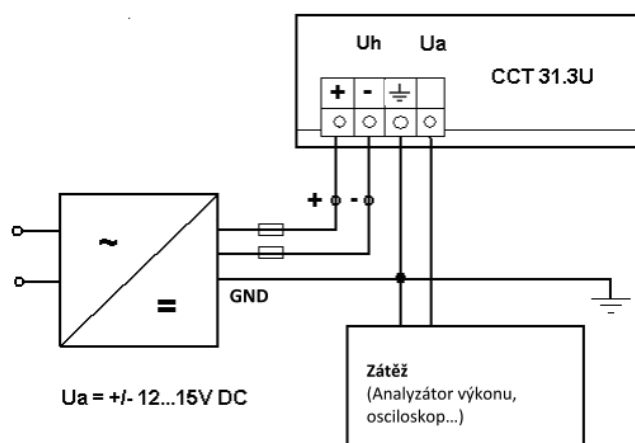 Uh Ua
CCT 31.3U
+ -
+ -
~
=
GND
Ua = +/- 12...15V DC
Zátěž
(Analyzátor výkonu,
osciloskop...)